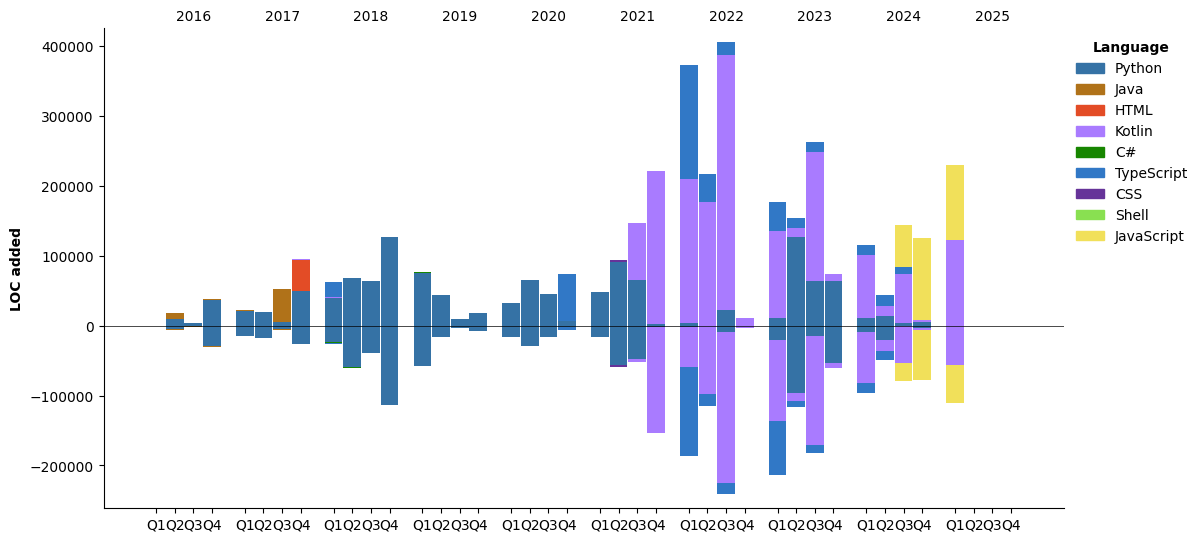 2016 2017 2018 2019 2020 2021 2022 2023 2024 2025
Language
Python
Java
HTML
Kotlin
C#
TypeScript
CSS
Shell
JavaScript
LOC added
400000
300000
200000
100000
0
−100000
−200000
Q1Q2Q3Q4 Q1Q2Q3Q4 Q1Q2Q3Q4 Q1Q2Q3Q4 Q1Q2Q3Q4 Q1Q2Q3Q4 Q1Q2Q3Q4 Q1Q2Q3Q4 Q1Q2Q3Q4 Q1Q2Q3Q4